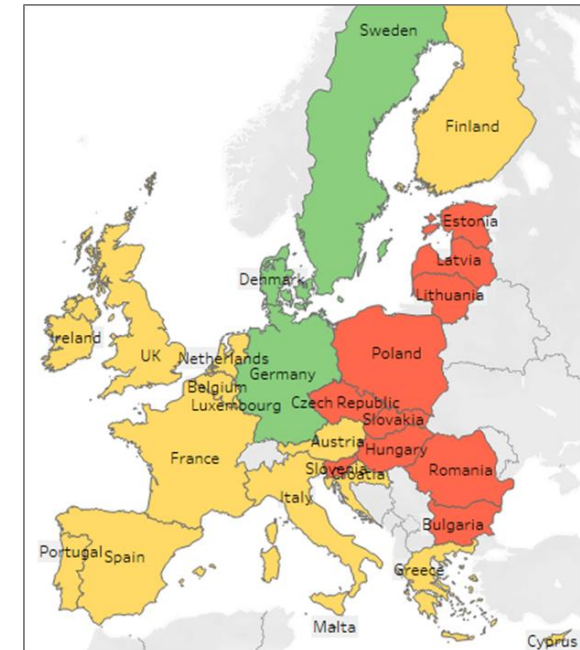 Sweden
Finland
Estonia
Latvia
Denmark
Lithuania
Ireland
UK
Netherlands
Poland
Germany
Belgium
Luxembourg
Czech Republic
Slovakia
Austria
Hungary
France
Slovenia
Croatia
Romania
Italy
Bulgaria
Portugal
Spain
Greece
Malta
Cyprus